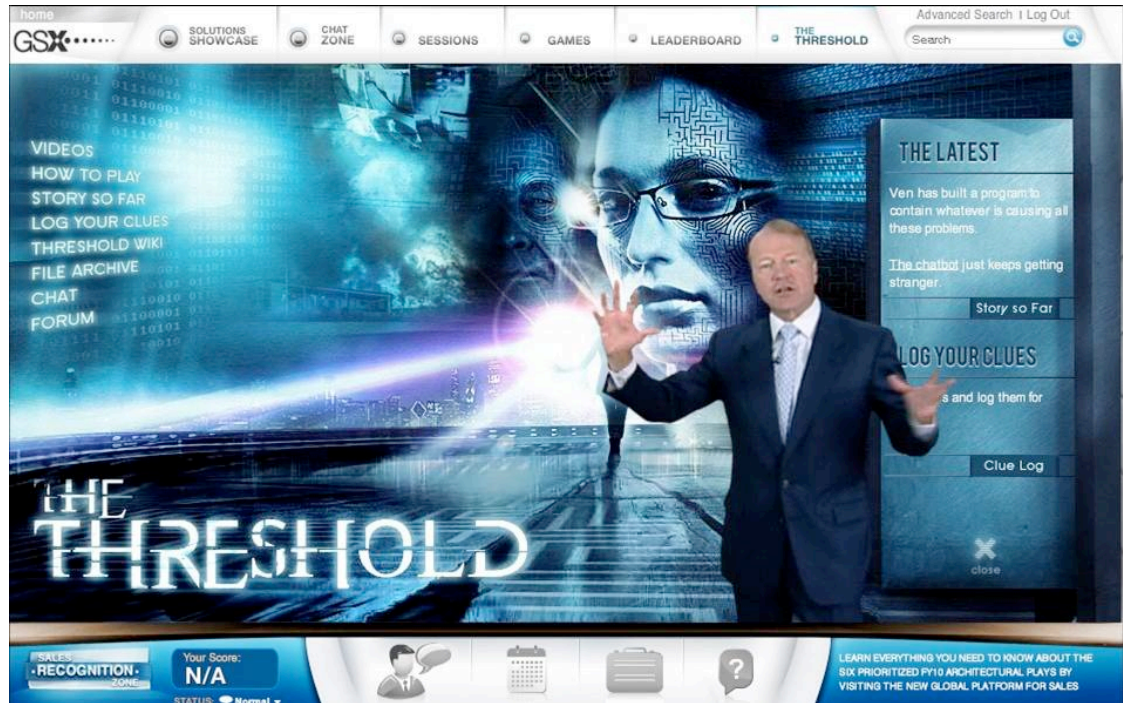 home
GSX
SOLUTIONS
SHOWCASE
CHAT
ZONE
SESSIONS
GAMES
LEADERBOARD
THE
THRESHOLD
Advanced Search | Log Out
Search
VIDEOS
HOW TO PLAY
STORY SO FAR
LOG YOUR CLUES
THRESHOLD WIKI
FILE ARCHIVE
CHAT
FORUM
THE LATEST
Ven has built a program to
contain whatever is causing all
these problems.
The chatbot just keeps getting
stranger.
Story so Far
LOG YOUR CLUES
and log them for
Clue Log
close
THE
THRESHOLD
SALES
·RECOGNITION·
ZONE
Your Score:
N/A
STATUS: Normal
?
LEARN EVERYTHING YOU NEED TO KNOW ABOUT THE
SIX PRIORITIZED FY10 ARCHITECTURAL PLAYS BY
VISITING THE NEW GLOBAL PLATFORM FOR SALES